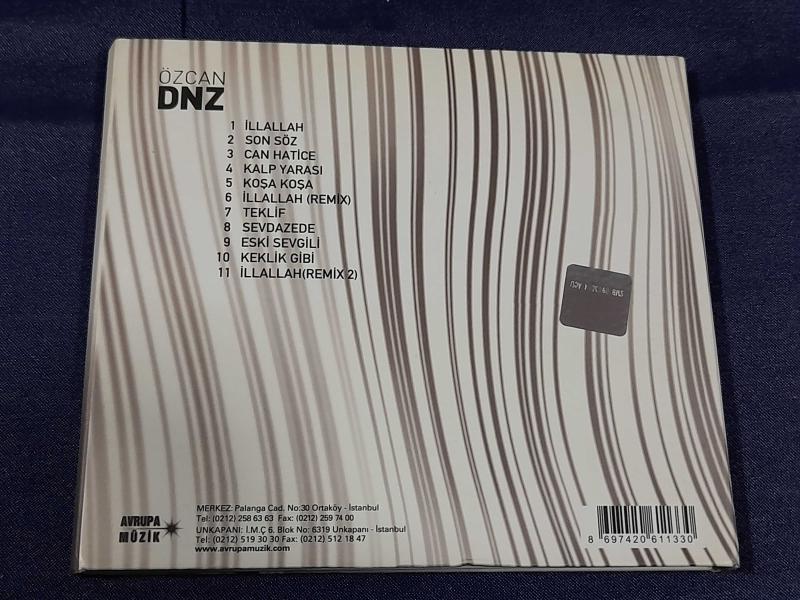 ÖZCAN
DNZ
1 İLLALLAH
2 SON SÖZ
3 CAN HATİCE
4 KALP YARASI
5 KOŞA KOŞA
6 İLLALLAH (REMİX)
7 TEKLİF
8 SEVDAZEDE
9 ESKİ SEVGİLİ
10 KEKLİK GİBİ
11 İLLALLAH(REMİX 2)
AVRUPA
MÜZİK
MERKEZ: Palanga Cad. No:30 Ortaköy - İstanbul
Tel: (0212) 258 63 63 Fax: (0212) 259 74 00
UNKAPANI: İ.M.Ç 6. Blok No: 6319 Unkapanı - İstanbul
Tel: (0212) 519 30 30 Fax: (0212) 512 18 47
www.avrupamuzik.com
8 697420 611330